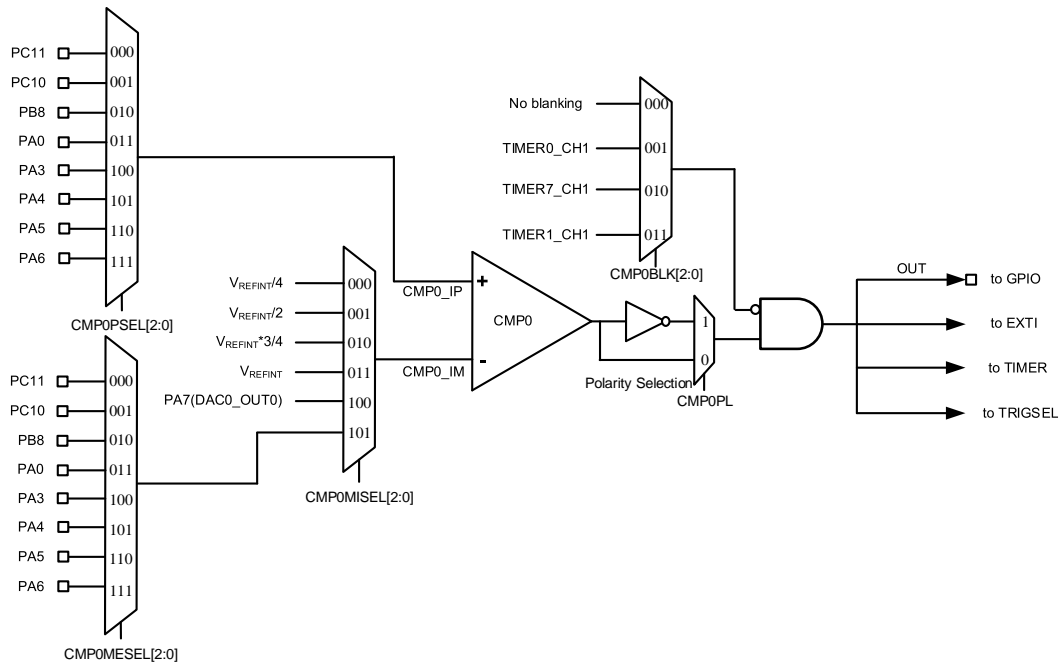 PC11
000
PC10
001
PB8
010
PA0
011
PA3
100
PA4
101
PA5
110
PA6
111
CMP0PSEL[2:0]
PC11
000
PC10
001
PB8
010
PA0
011
PA3
100
PA4
101
PA5
110
PA6
111
CMP0MESEL[2:0]
VREFINT/4
000
VREFINT/2
001
VREFINT*3/4
010
VREFINT
011
PA7(DAC0_OUT0)
100
101
CMP0MISEL[2:0]
CMP0_IP
+
CMP0
CMP0_IM
-
No blanking
000
TIMER0_CH1
001
TIMER7_CH1
010
TIMER1_CH1
011
CMP0BLK[2:0]
1
0
Polarity Selection
CMP0PL
OUT
to GPIO
to EXTI
to TIMER
to TRIGSEL